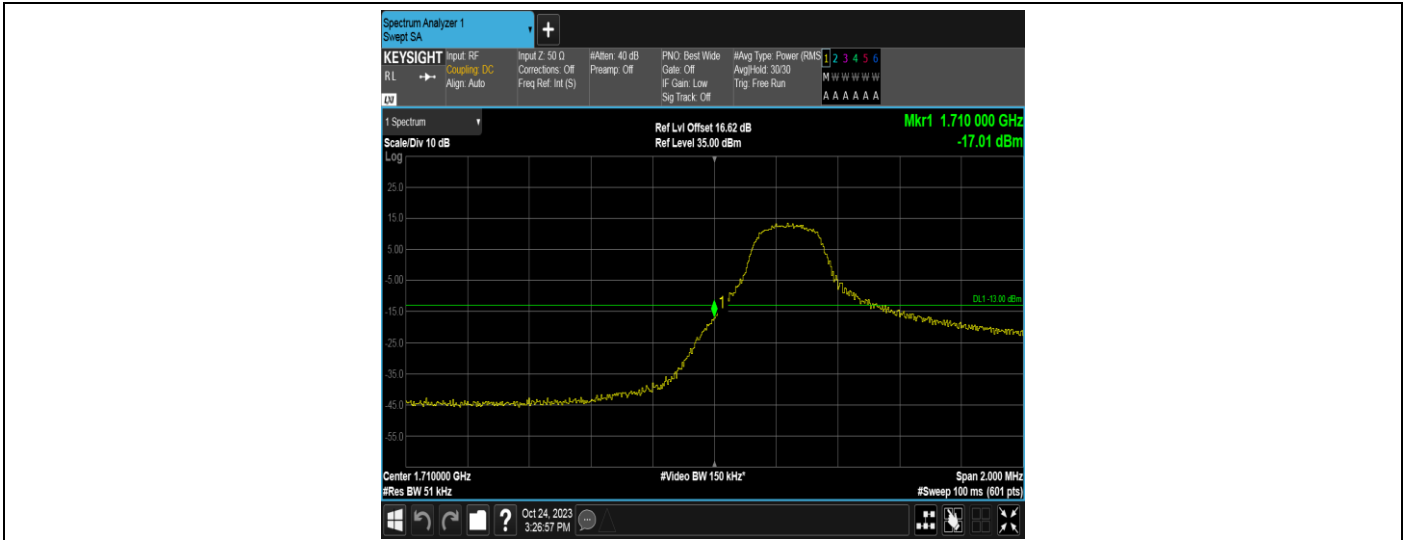 Spectrum Analyzer 1
Swept SA
+
KEYSIGHT Input: RF Input Z: 50 Ω #Atten: 40 dB PNO: Best Wide #Avg Type: Power (RMS 1 2 3 4 5 6
RL Coupling: DC Corrections: Off Preamp: Off Gate: Off Avg|Hold: 30/30 M W W W W W
Align: Auto Freq Ref: Int (S) IF Gain: Low Trig: Free Run
LXI Sig Track: Off A A A A A A
1 Spectrum Ref Lvl Offset 16.62 dB Mkr1 1.710 000 GHz
Scale/Div 10 dB Ref Level 35.00 dBm -17.01 dBm
Log
25.0
15.0
5.00
-5.00
DL1 -13.00 dBm
1
-15.0
-25.0
-35.0
-45.0
-55.0
Center 1.710000 GHz #Video BW 150 kHz* Span 2.000 MHz
#Res BW 51 kHz #Sweep 100 ms (601 pts)
? Oct 24, 2023
3:26:57 PM